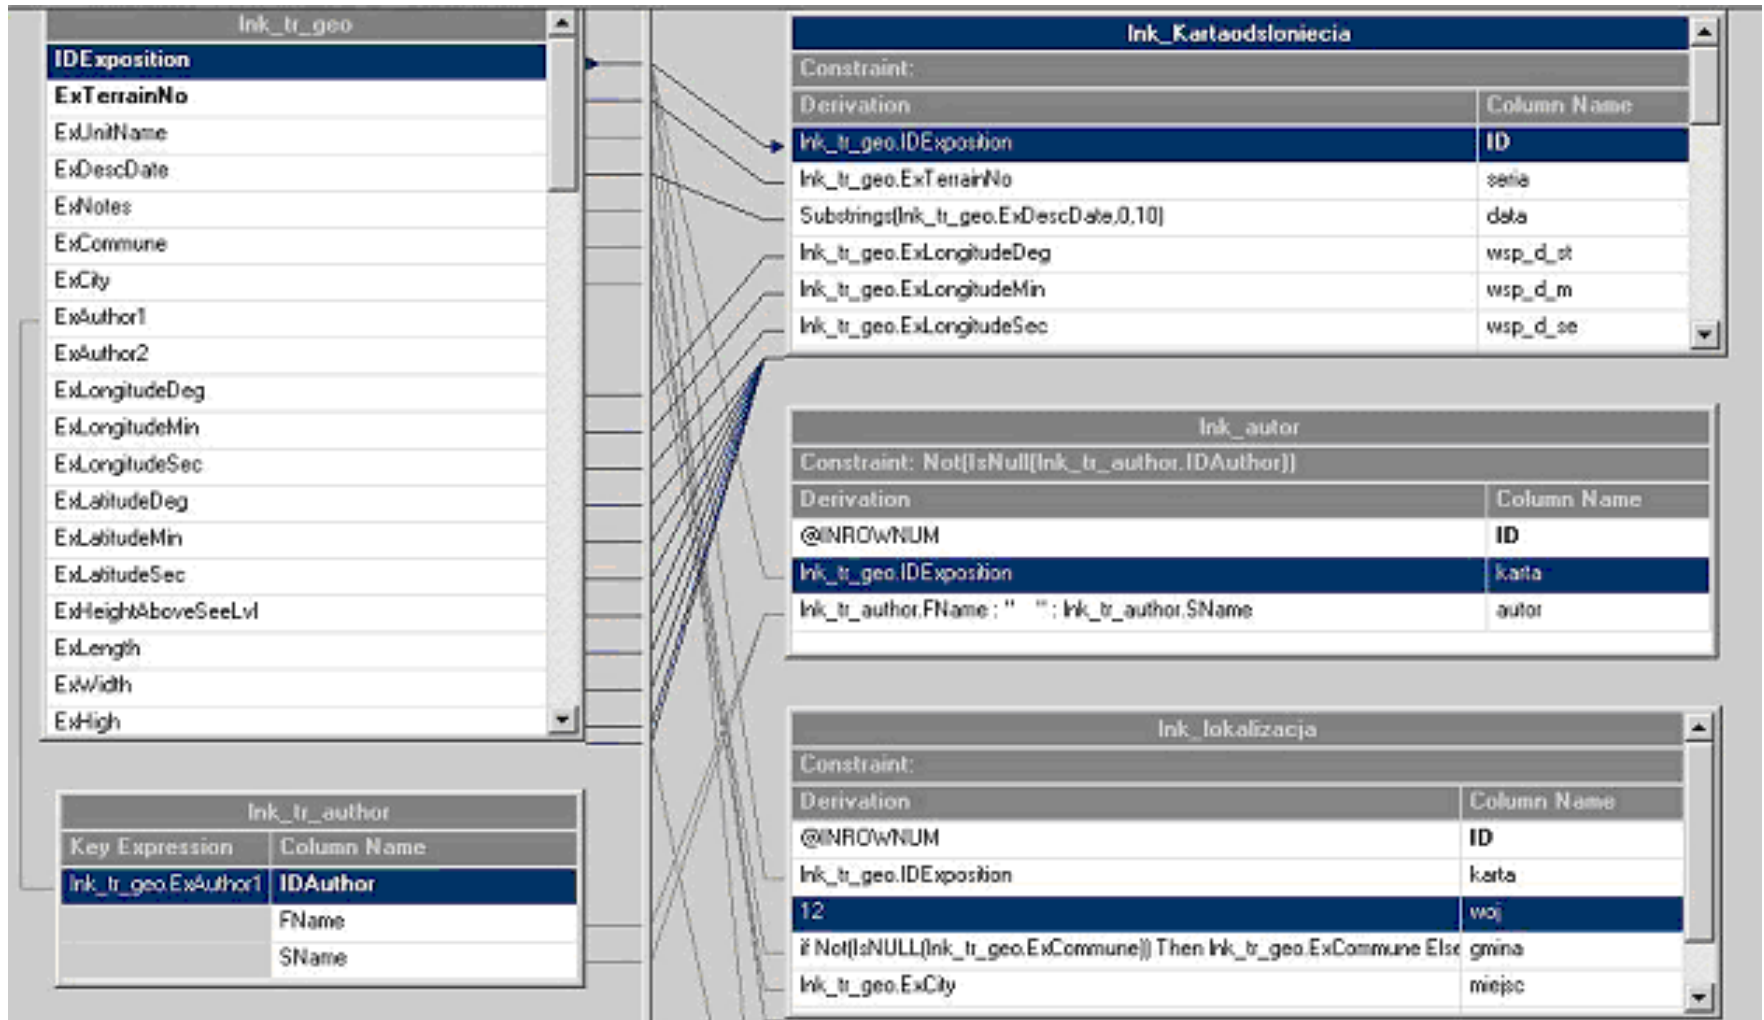 lnk_tr_geo
IDExposition
ExTerrainNo
ExUnitName
ExDescDate
ExNotes
ExCommune
ExCity
ExAuthor1
ExAuthor2
ExLongitudeDeg
ExLongitudeMin
ExLongitudeSec
ExLatitudeDeg
ExLatitudeMin
ExLatitudeSec
ExHeightAboveSeeLvl
ExLength
ExWidth
ExHigh
lnk_tr_author
Key Expression Column Name
lnk_tr_geo.ExAuthor1 IDAuthor
FName
SName
lnk_Kartaodsloniecia
Constraint:
Derivation Column Name
lnk_tr_geo.IDExposition ID
lnk_tr_geo.ExTerrainNo seria
Substrings(lnk_tr_geo.ExDescDate,0,10) data
lnk_tr_geo.ExLongitudeDeg wsp_d_st
lnk_tr_geo.ExLongitudeMin wsp_d_m
lnk_tr_geo.ExLongitudeSec wsp_d_se
lnk_autor
Constraint: Not(IsNull(lnk_tr_author.IDAuthor))
Derivation Column Name
@INROWNUM ID
lnk_tr_geo.IDExposition karta
lnk_tr_author.FName : "   " : lnk_tr_author.SName autor
lnk_lokalizacja
Constraint:
Derivation Column Name
@INROWNUM ID
lnk_tr_geo.IDExposition karta
12 woj
if Not(IsNULL(lnk_tr_geo.ExCommune)) Then lnk_tr_geo.ExCommune Else gmina
lnk_tr_geo.ExCity miejsc